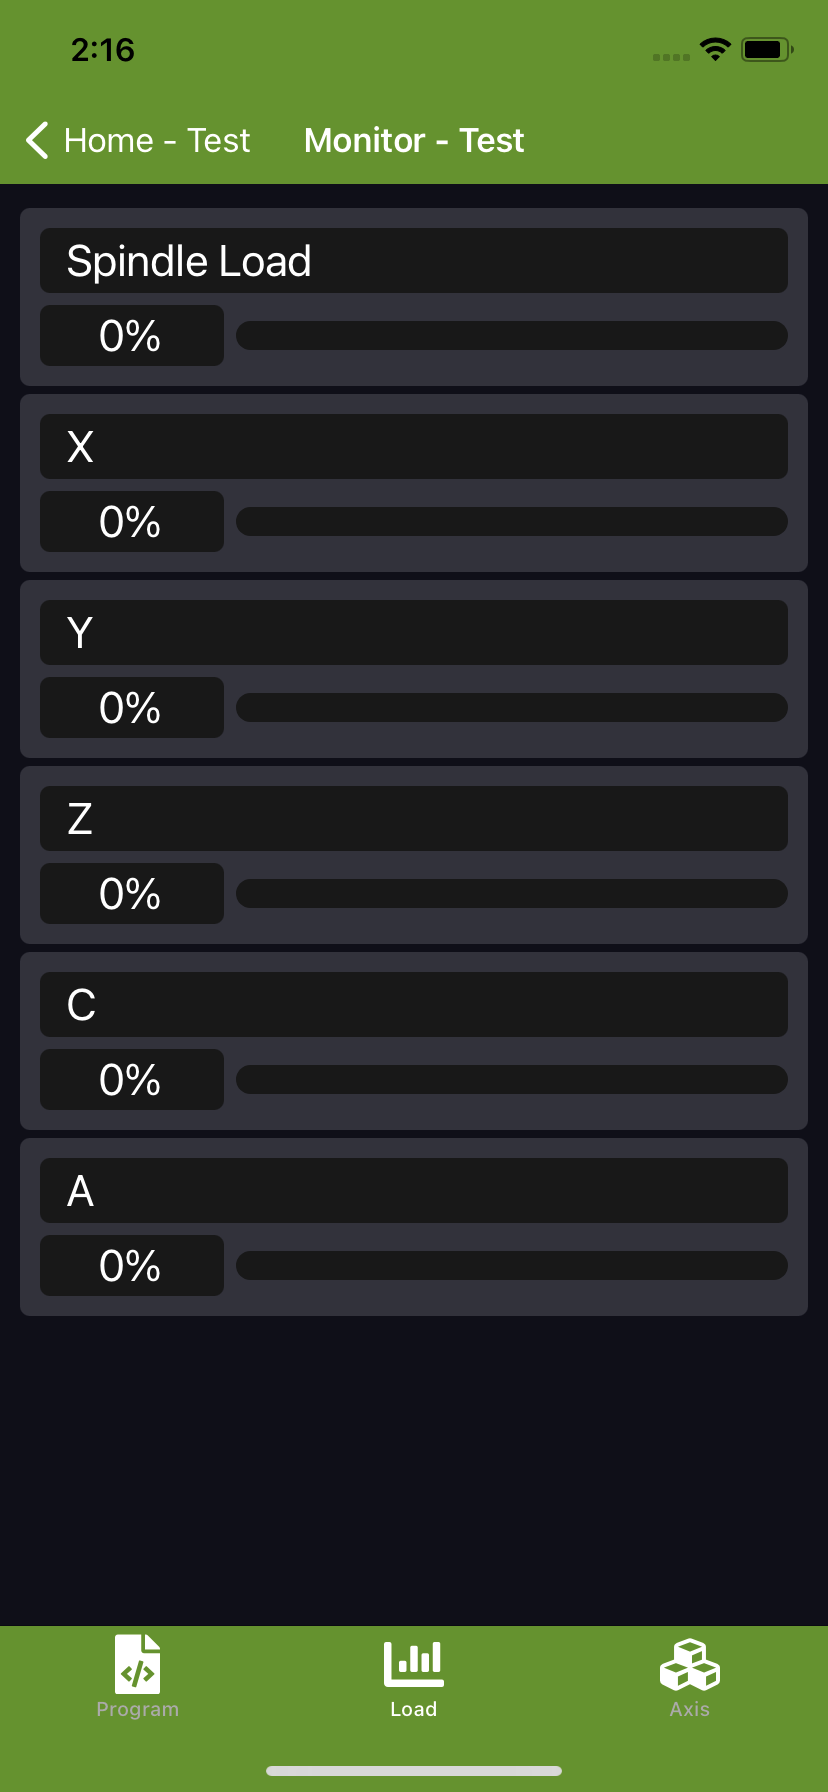 2:16
Home - Test Monitor - Test
Spindle Load
0%
X
0%
Y
0%
Z
0%
C
0%
A
0%
Program Load Axis